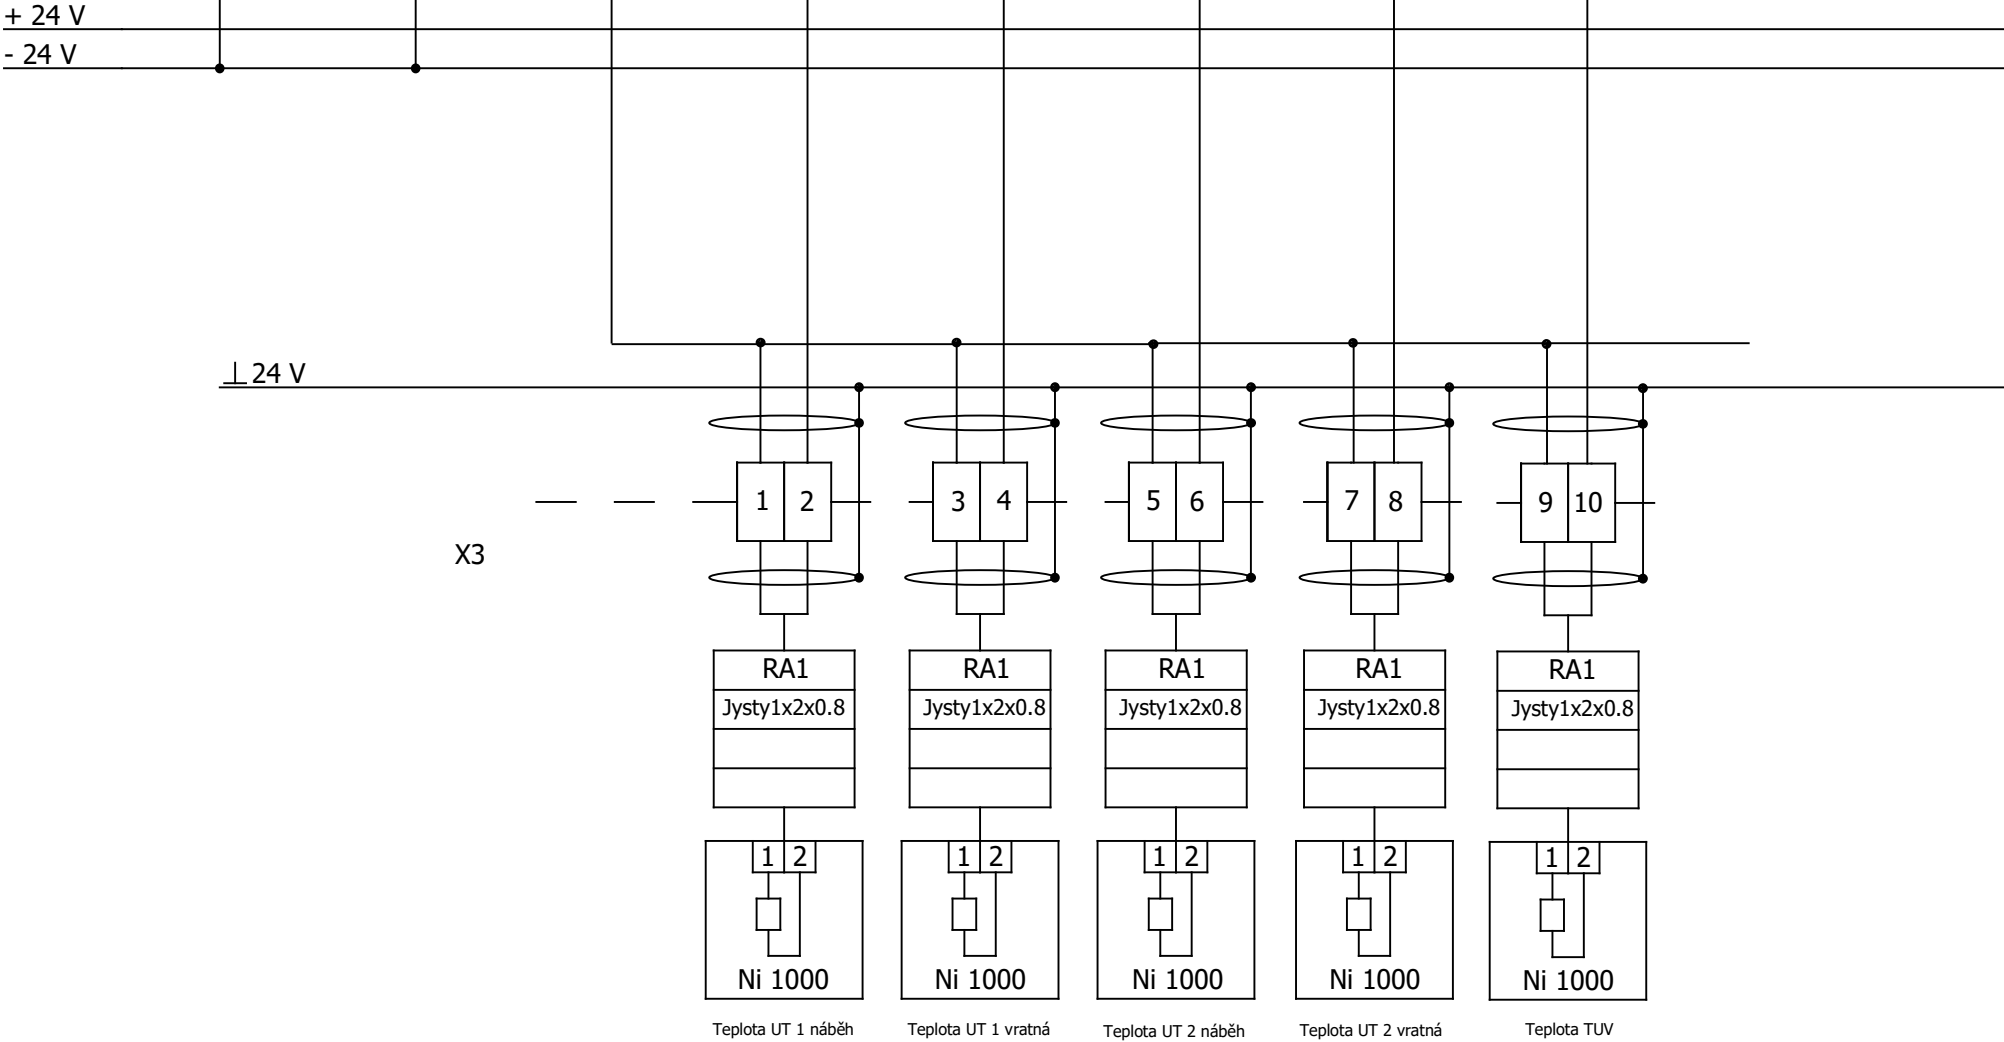 + 24 V
- 24 V
⊥ 24 V
1 2 3 4 5 6 7 8 9 10
X3
RA1 RA1 RA1 RA1 RA1
Jysty1x2x0.8 Jysty1x2x0.8 Jysty1x2x0.8 Jysty1x2x0.8 Jysty1x2x0.8
1 2 1 2 1 2 1 2 1 2
Ni 1000 Ni 1000 Ni 1000 Ni 1000 Ni 1000
Teplota UT 1 náběh Teplota UT 1 vratná Teplota UT 2 náběh Teplota UT 2 vratná Teplota TUV